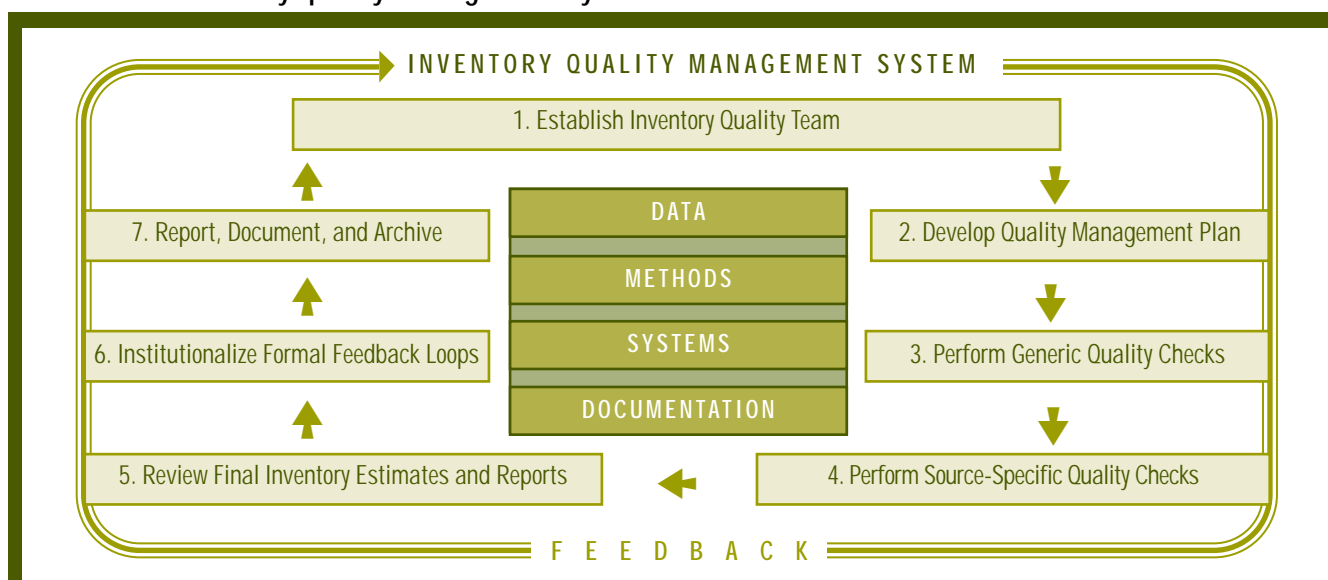 INVENTORY QUALITY MANAGEMENT SYSTEM
1. Establish Inventory Quality Team
7. Report, Document, and Archive
DATA
2. Develop Quality Management Plan
METHODS
6. Institutionalize Formal Feedback Loops
SYSTEMS
3. Perform Generic Quality Checks
DOCUMENTATION
5. Review Final Inventory Estimates and Reports
4. Perform Source-Specific Quality Checks
FEEDBACK